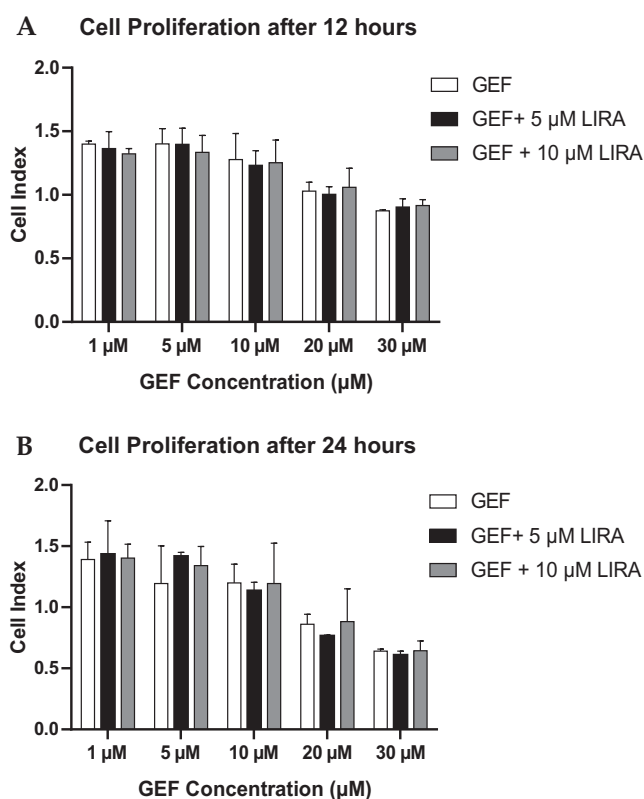 A Cell Proliferation after 12 hours
2.0
1.5
1.0
0.5
0.0
Cell Index
GEF
GEF+ 5 µM LIRA
GEF + 10 µM LIRA
1 µM 5 µM 10 µM 20 µM 30 µM
GEF Concentration (µM)
B Cell Proliferation after 24 hours
2.0
1.5
1.0
0.5
0.0
Cell Index
GEF
GEF+ 5 µM LIRA
GEF + 10 µM LIRA
1 µM 5 µM 10 µM 20 µM 30 µM
GEF Concentration (µM)